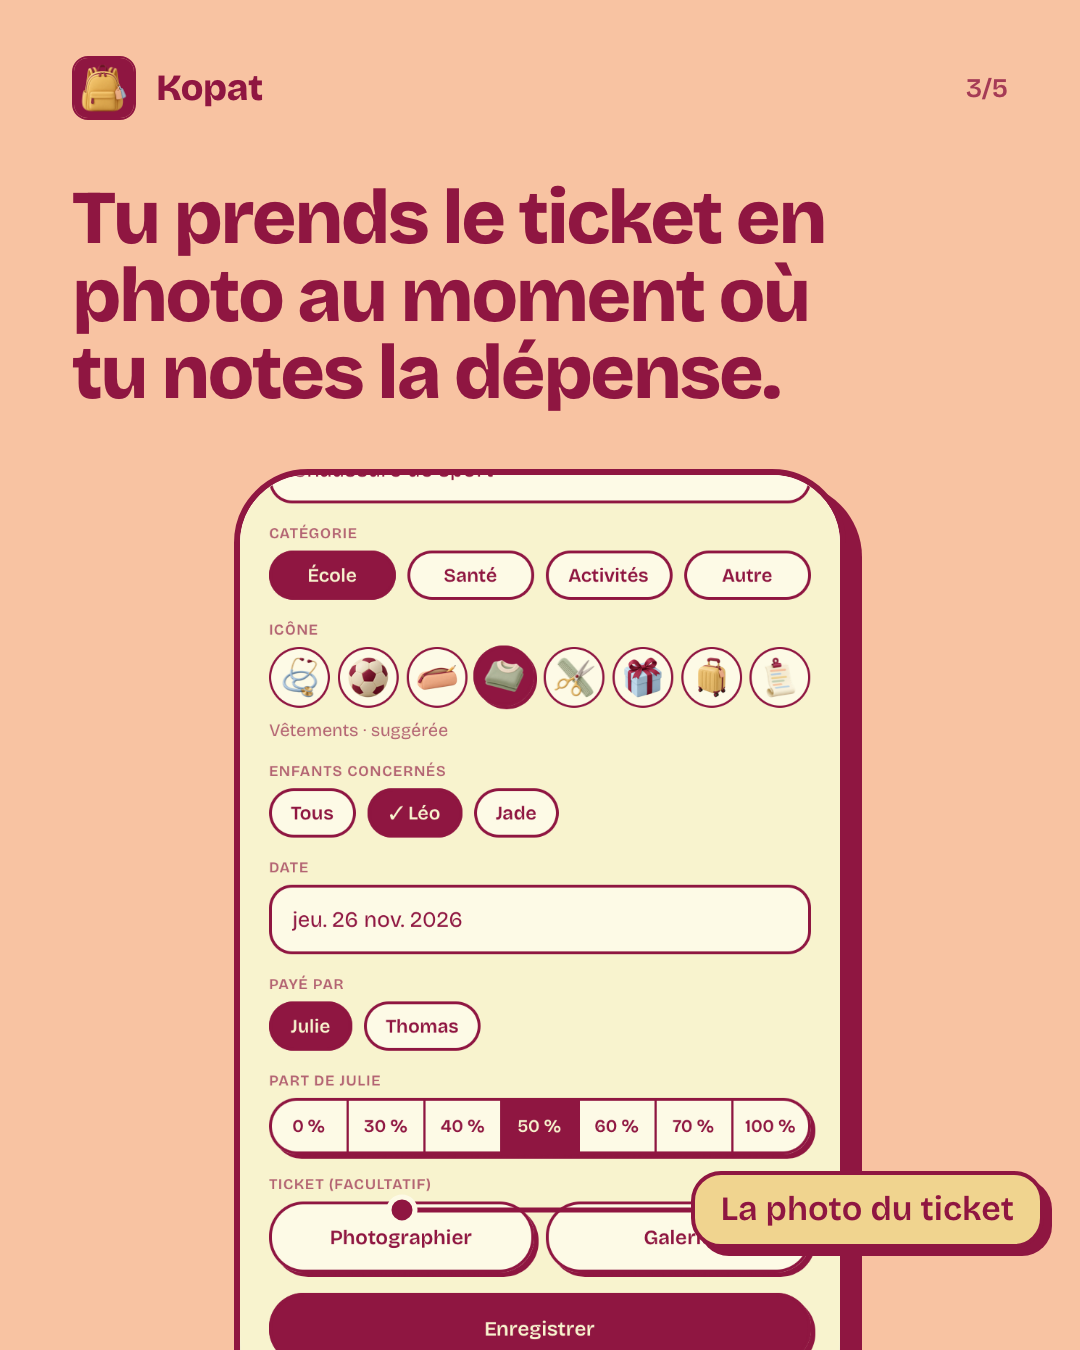 Kopat
3/5
Tu prends le ticket en
photo au moment où
tu notes la dépense.
CATÉGORIE
École Santé Activités Autre
ICÔNE
Vêtements · suggérée
ENFANTS CONCERNÉS
Tous ✓ Léo Jade
DATE
jeu. 26 nov. 2026
PAYÉ PAR
Julie Thomas
PART DE JULIE
0 % 30 % 40 % 50 % 60 % 70 % 100 %
TICKET (FACULTATIF)
La photo du ticket
Photographier
Enregistrer